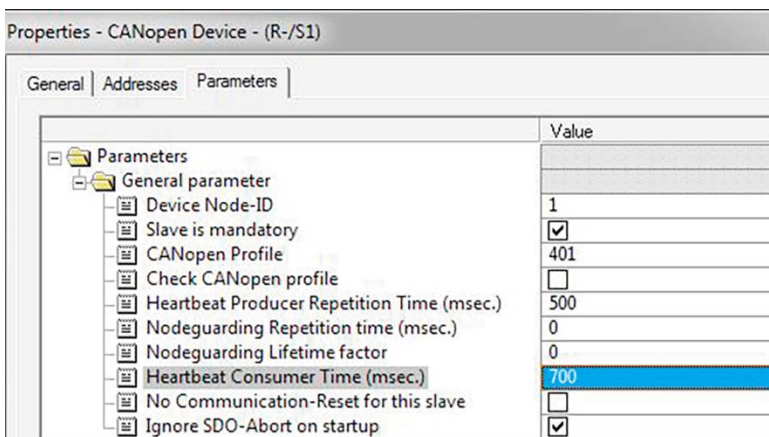 Properties - CANopen Device - (R-/S1)
General Addresses Parameters
Value
Parameters
General parameter
Device Node-ID 1
Slave is mandatory
CANopen Profile 401
Check CANopen profile
Heartbeat Producer Repetition Time (msec.) 500
Nodeguarding Repetition time (msec.) 0
Nodeguarding Lifetime factor 0
Heartbeat Consumer Time (msec.) 700
No Communication-Reset for this slave
Ignore SDO-Abort on startup